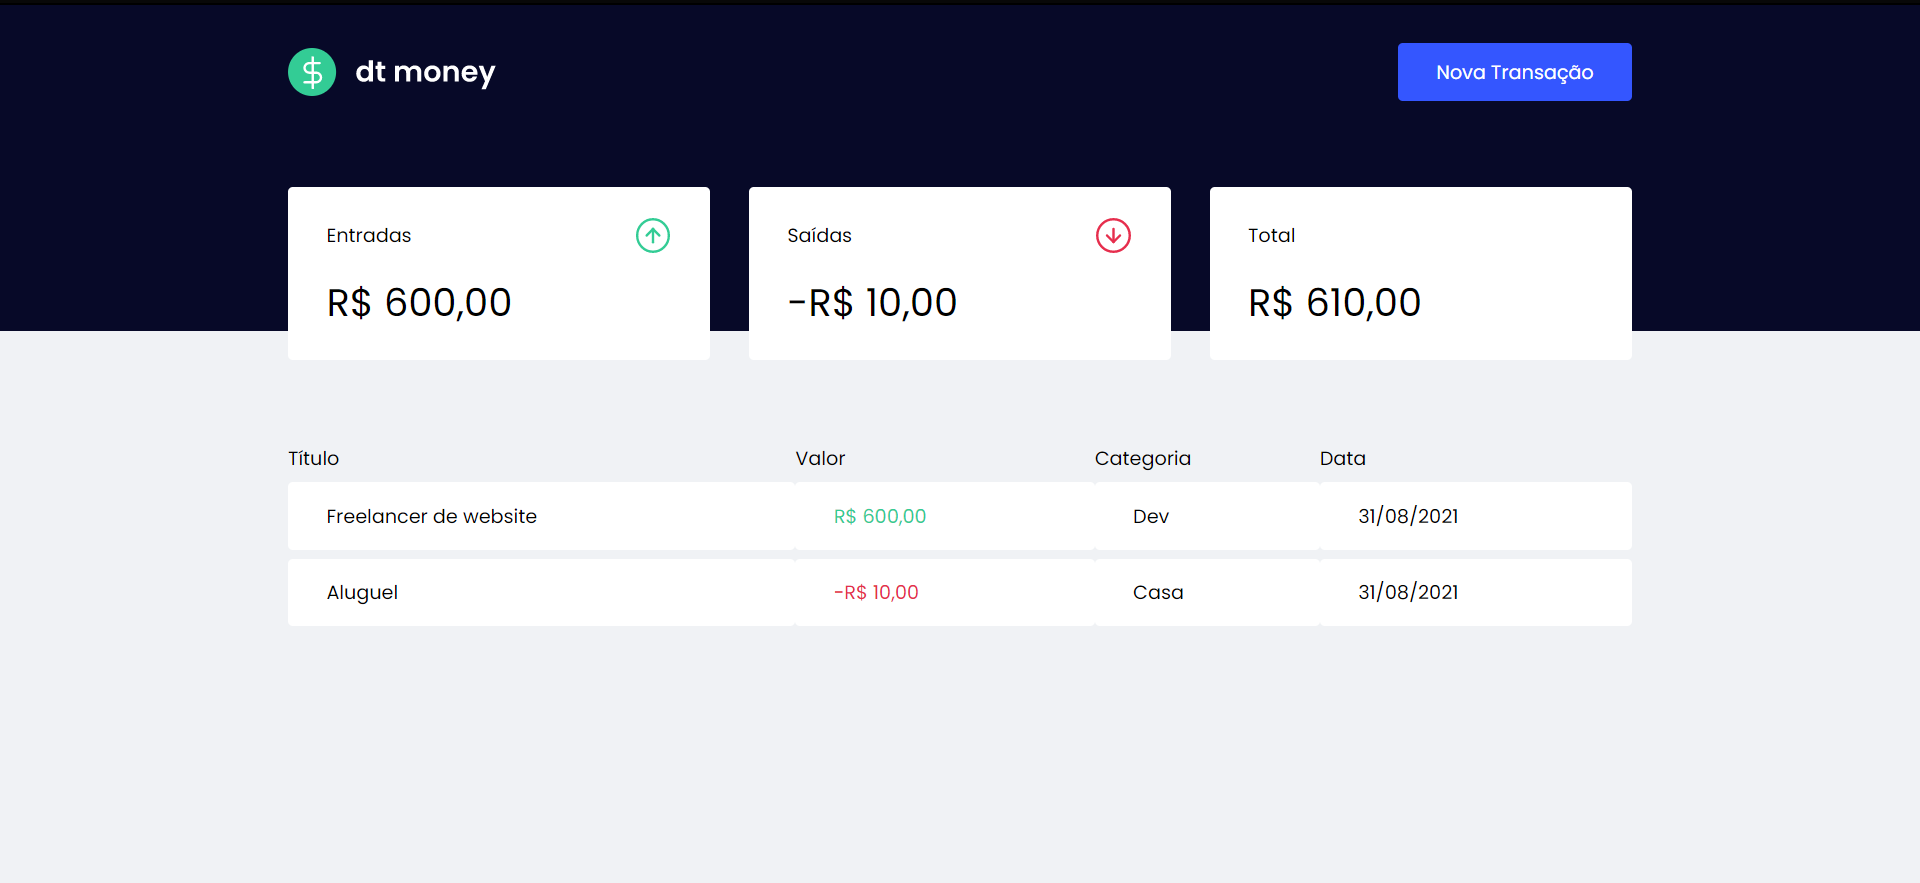 dt money
Nova Transação
Entradas
R$ 600,00
Saídas
-R$ 10,00
Total
R$ 610,00
Título Valor Categoria Data
Freelancer de website R$ 600,00 Dev 31/08/2021
Aluguel -R$ 10,00 Casa 31/08/2021